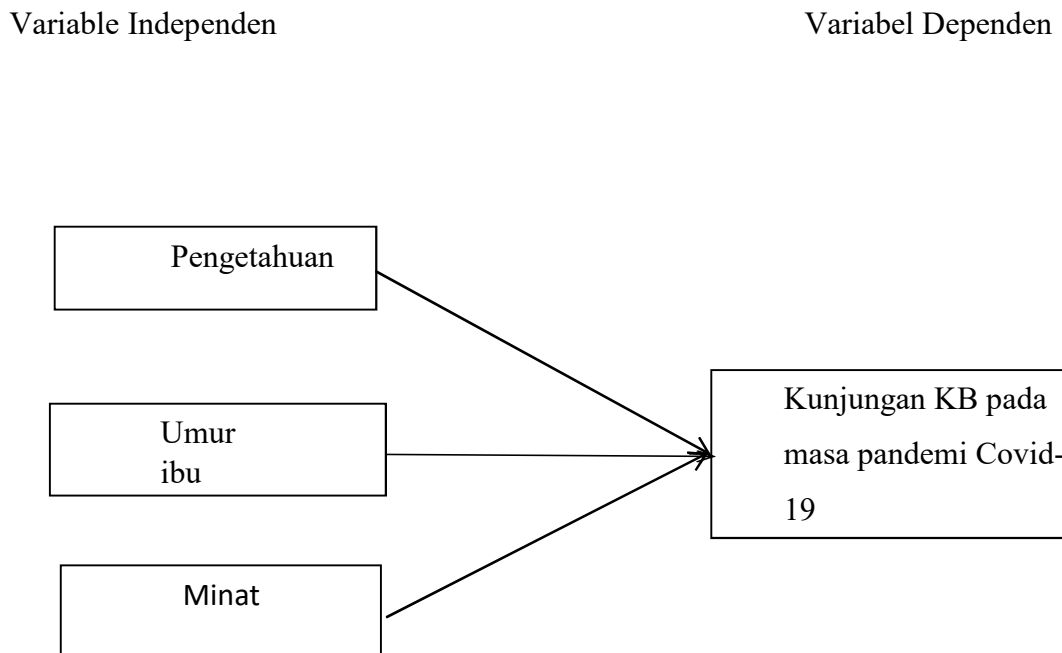 Variable Independen
Variabel Dependen
Pengetahuan
Umur
ibu
Minat
Kunjungan KB pada
masa pandemi Covid-
19